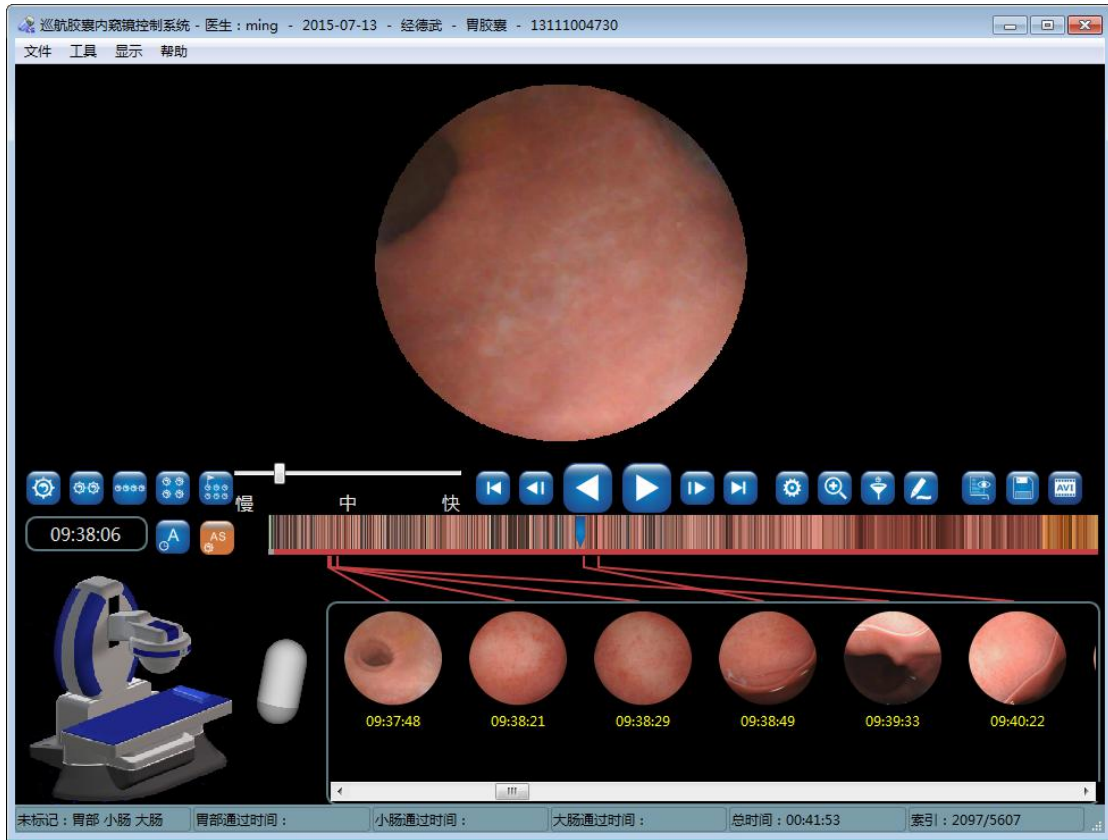 巡航胶囊内窥镜控制系统 - 医生：ming - 2015-07-13 - 经德武 - 胃胶囊 - 13111004730
文件 工具 显示 帮助
慢 中 快
AVI
09:38:06 A AS
09:37:48 09:38:21 09:38:29 09:38:49 09:39:33 09:40:22
未标记：胃部 小肠 大肠 胃部通过时间： 小肠通过时间： 大肠通过时间： 总时间：00:41:53 索引：2097/5607